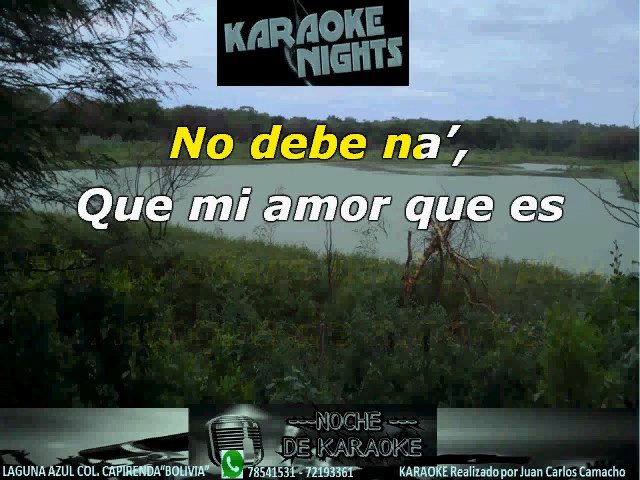 KARAOKE
NIGHTS
No debe na’,
Que mi amor que es
---NOCHE---
DE KARAOKE
LAGUNA AZUL COL. CAPIRENDA“BOLIVIA”
78541531 - 72193361
KARAOKE Realizado por Juan Carlos Camacho